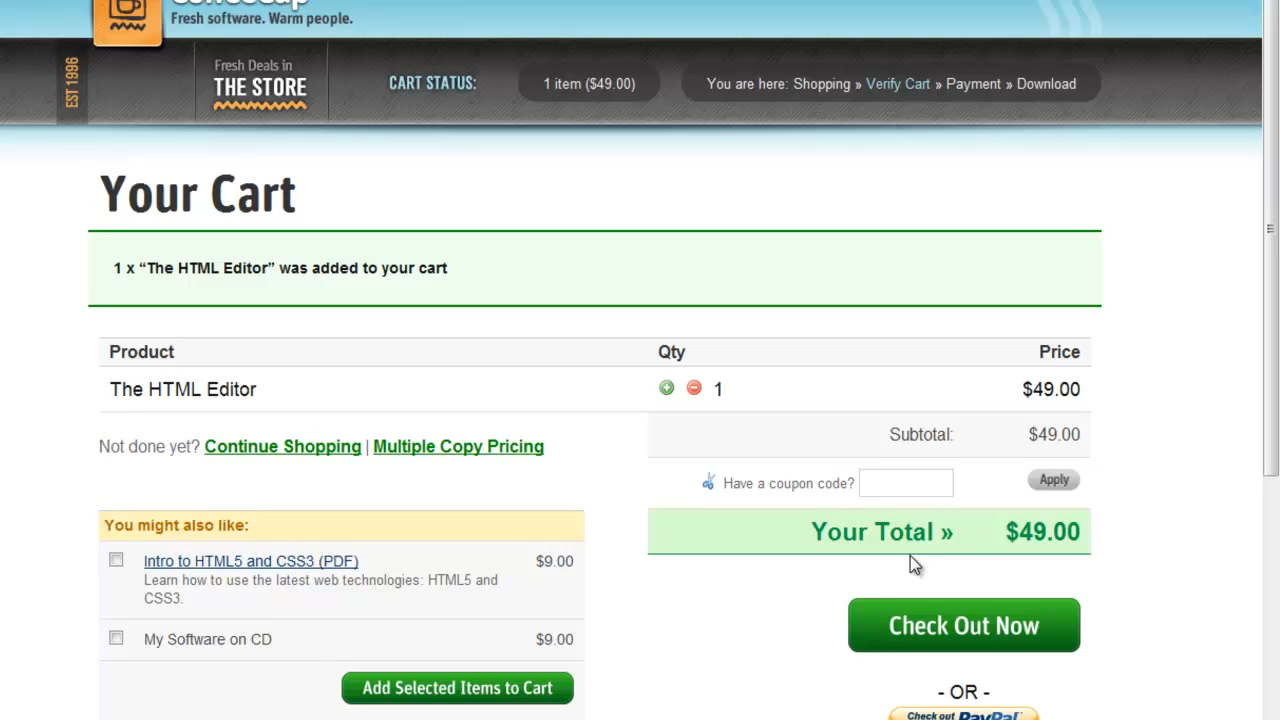 Fresh software. Warm people.
EST 1996
Fresh Deals in
THE STORE
CART STATUS:
1 item ($49.00)
You are here: Shopping » Verify Cart » Payment » Download
Your Cart
1 x “The HTML Editor” was added to your cart
Product Qty Price
The HTML Editor 1 $49.00
Subtotal: $49.00
Not done yet? Continue Shopping | Multiple Copy Pricing
Have a coupon code? Apply
Your Total » $49.00
You might also like:
Intro to HTML5 and CSS3 (PDF) $9.00
Learn how to use the latest web technologies: HTML5 and
CSS3.
My Software on CD $9.00
Add Selected Items to Cart
Check Out Now
- OR -
Check out PayPal